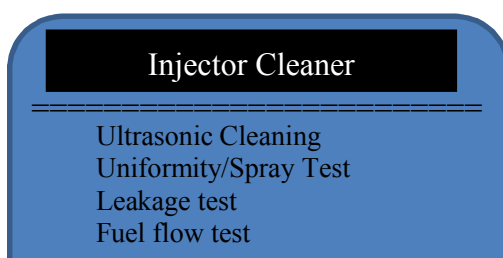 Injector Cleaner
=========================
Ultrasonic Cleaning
Uniformity/Spray Test
Leakage test
Fuel flow test